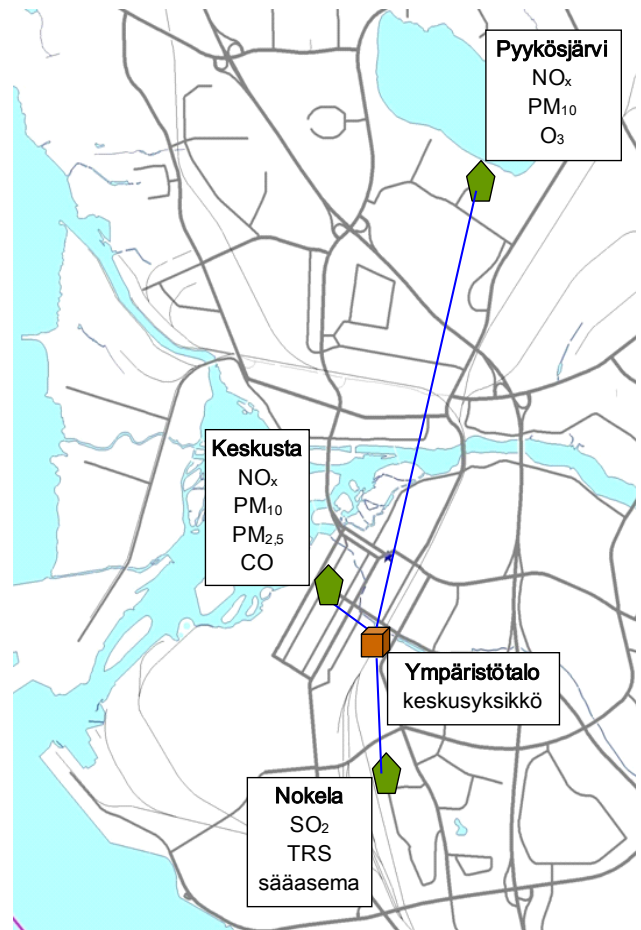 Pyykösjärvi
NOx
PM10
O3
Keskusta
NOx
PM10
PM2,5
CO
Ympäristötalo
keskusyksikkö
Nokela
SO2
TRS
sääasema